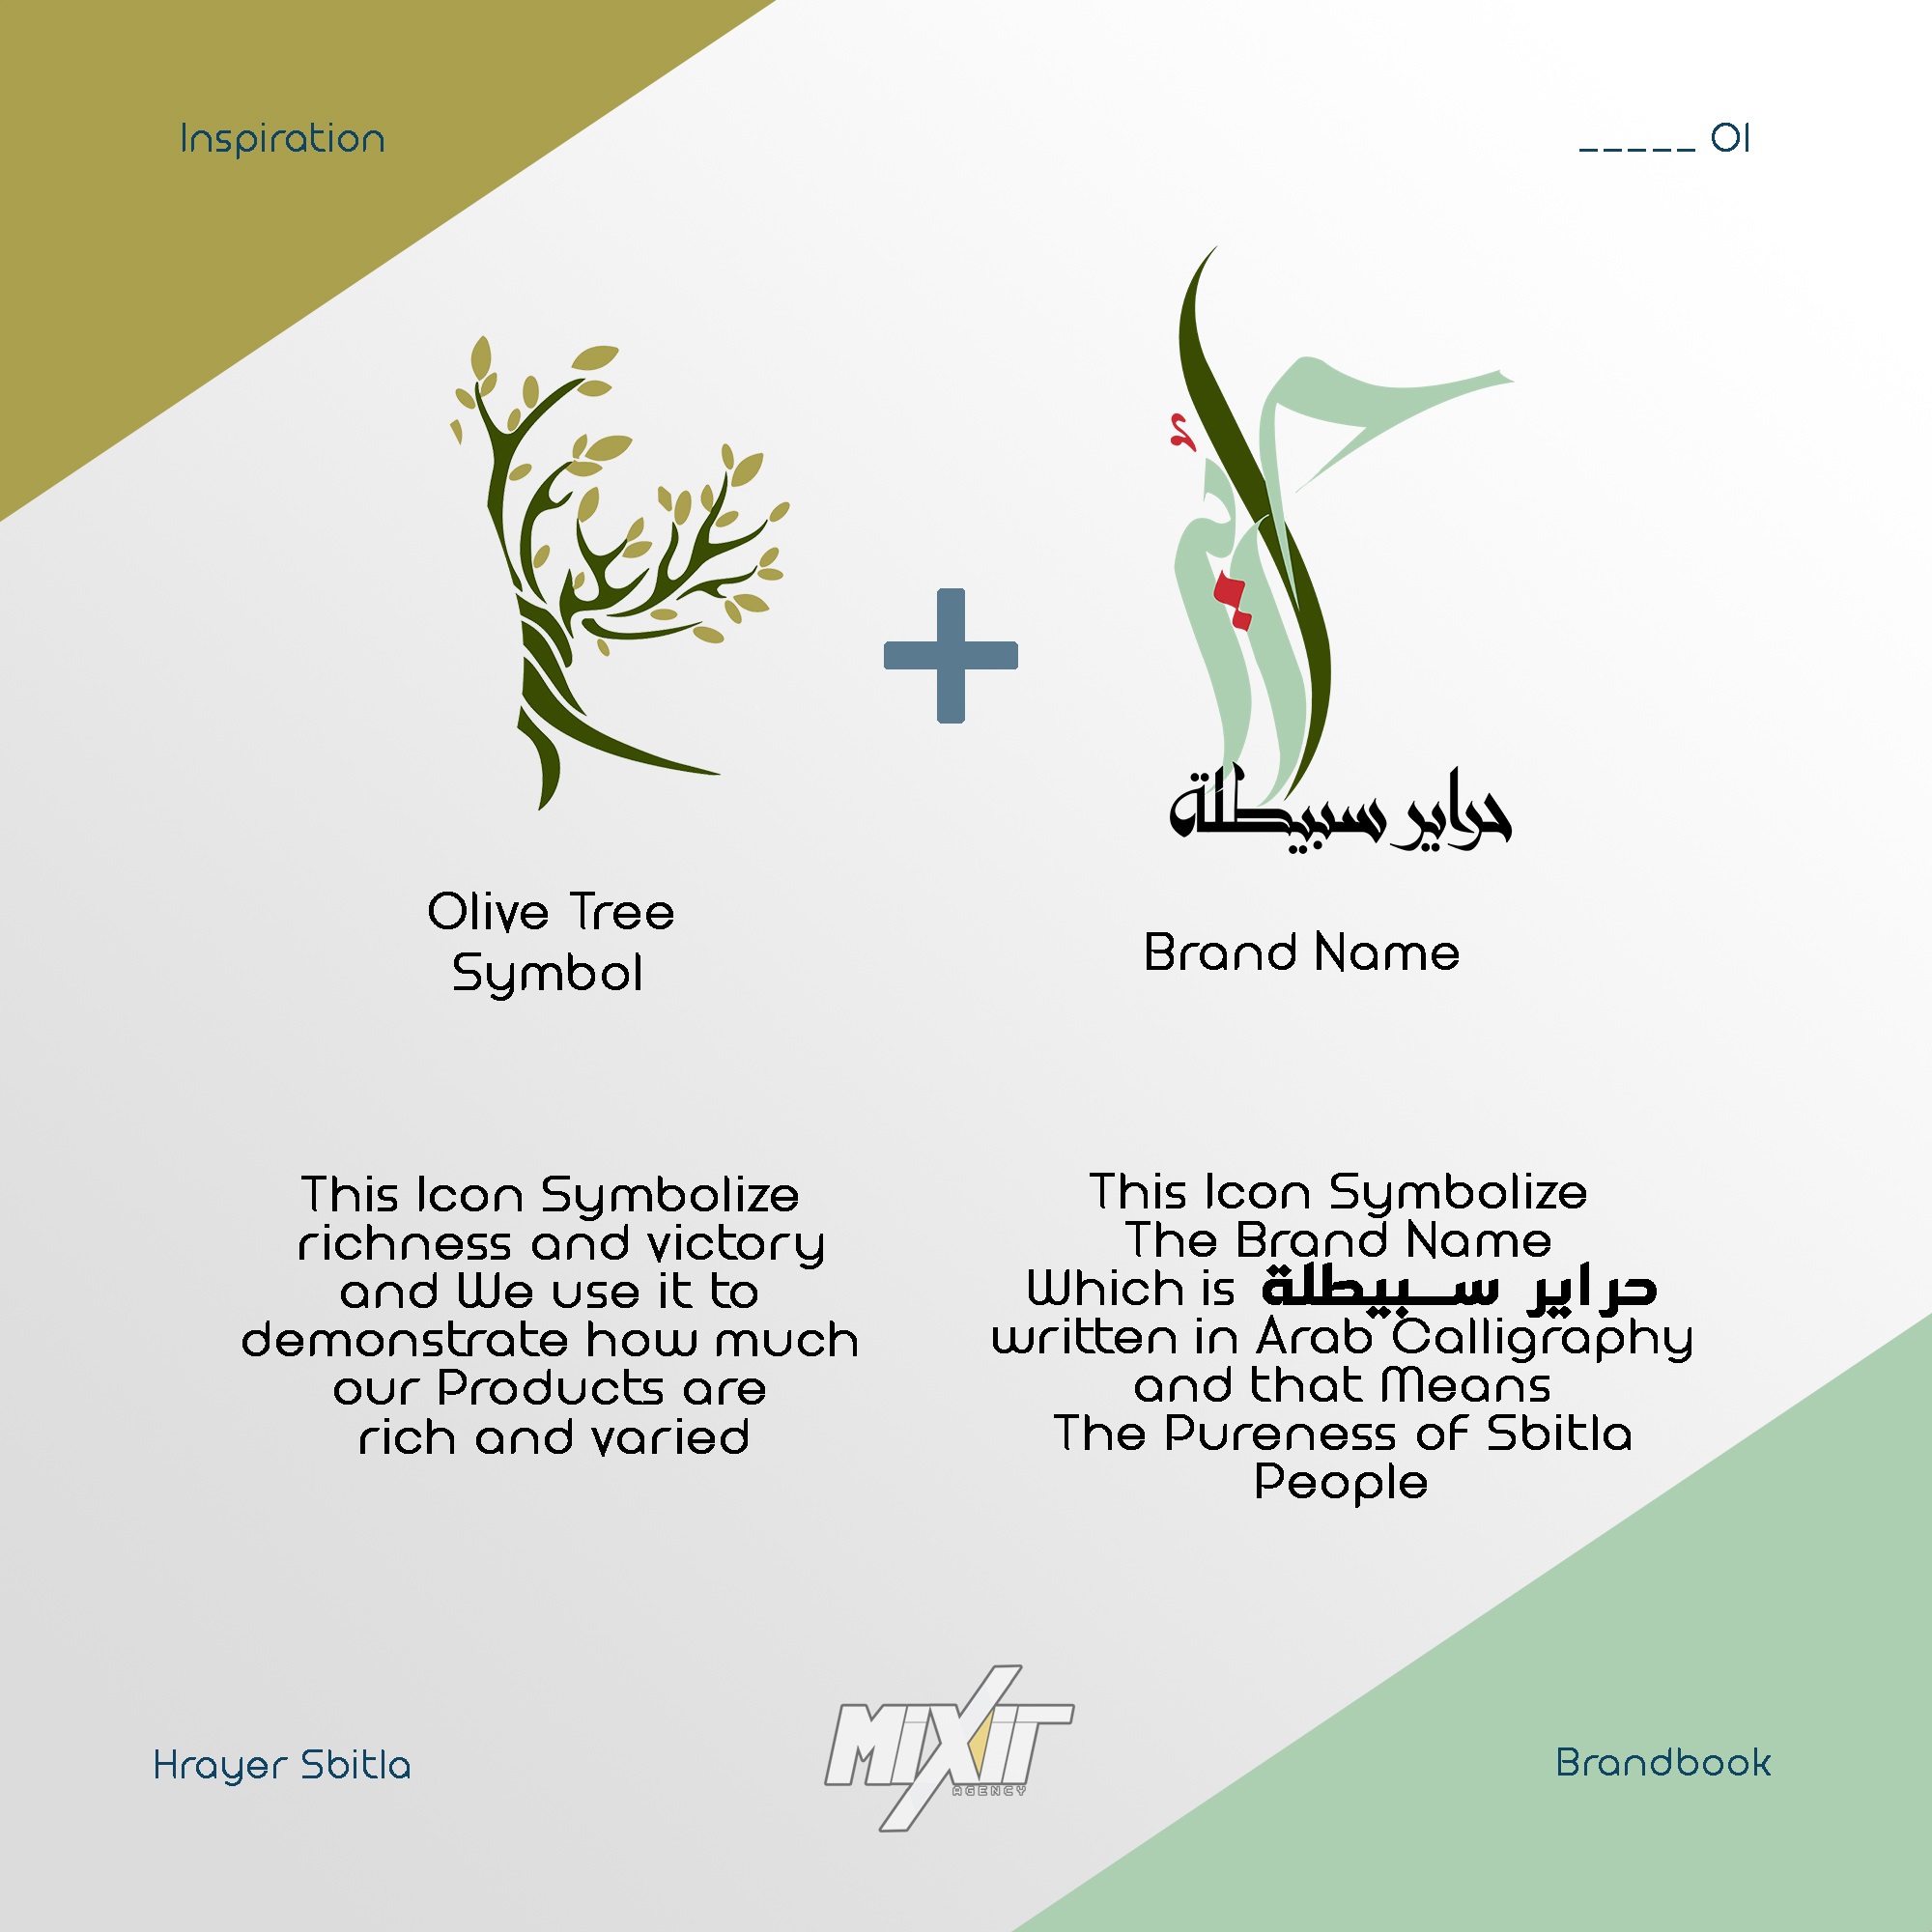 Inspiration
_____ 01
حراير سبيطلة
Olive Tree
Symbol
Brand Name
This Icon Symbolize
richness and victory
and We use it to
demonstrate how much
our Products are
rich and varied
This Icon Symbolize
The Brand Name
Which is حراير سـبيطلة
written in Arab Calligraphy
and that Means
The Pureness of Sbitla
People
Hrayer Sbitla
MIXIT
AGENCY
Brandbook